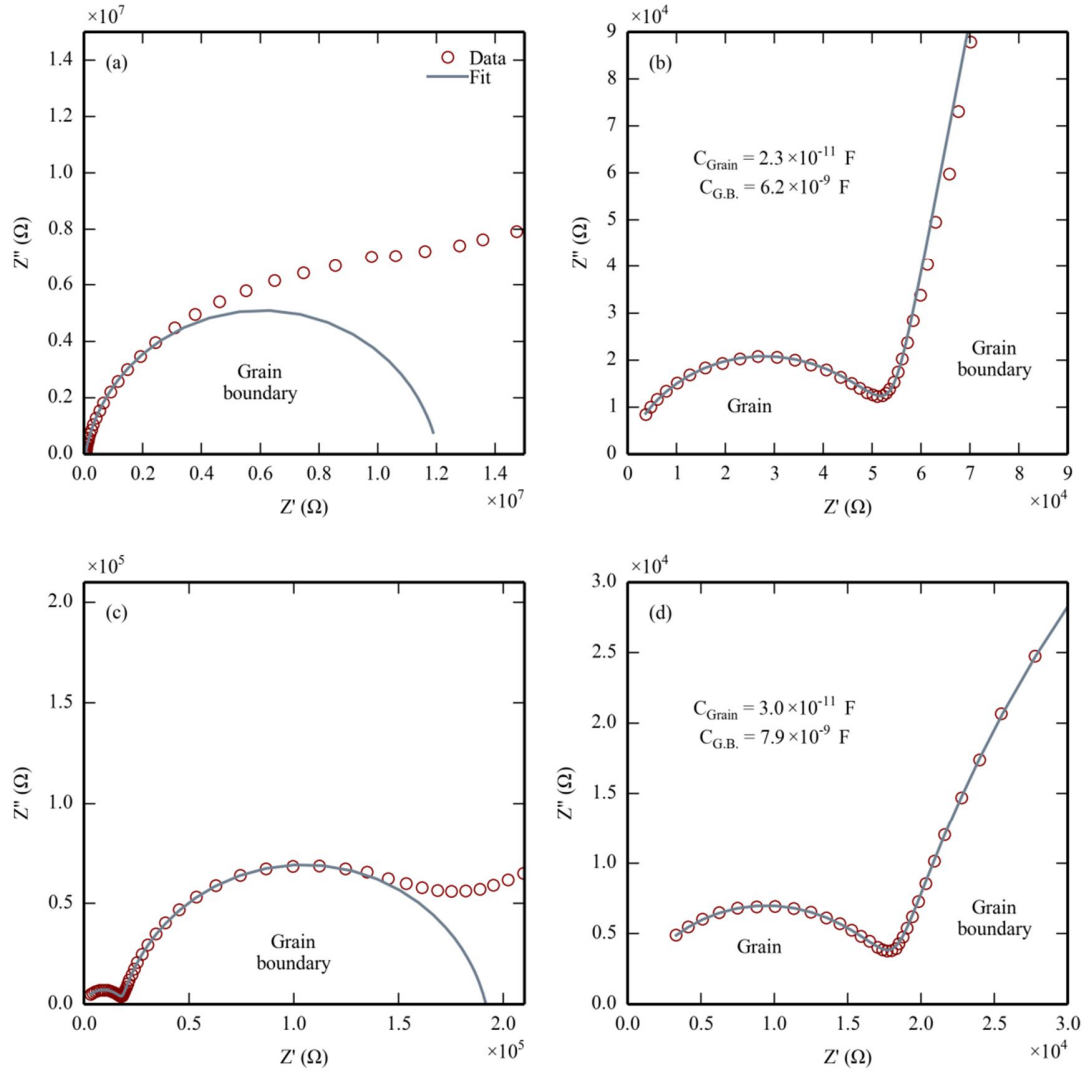 ×10⁷
(a)
Data
Fit
1.4
1.2
1.0
0.8
0.6
0.4
0.2
0.0
Z'' (Ω)
Grain
boundary
0.0 0.2 0.4 0.6 0.8 1.0 1.2 1.4
×10⁷
Z' (Ω)
×10⁴
(b)
9
8
7
6
5
4
3
2
1
0
Z'' (Ω)
C_Grain = 2.3 ×10⁻¹¹ F
C_G.B. = 6.2 ×10⁻⁹ F
Grain
boundary
Grain
0 1 2 3 4 5 6 7 8 9
×10⁴
Z' (Ω)
×10⁵
(c)
2.0
1.5
1.0
0.5
0.0
Z'' (Ω)
Grain
boundary
0.5 1.0 1.5 2.0
×10⁵
Z' (Ω)
×10⁴
(d)
3.0
2.5
2.0
1.5
1.0
0.5
0.0
Z'' (Ω)
C_Grain = 3.0 ×10⁻¹¹ F
C_G.B. = 7.9 ×10⁻⁹ F
Grain
boundary
Grain
0.0 0.5 1.0 1.5 2.0 2.5 3.0
×10⁴
Z' (Ω)